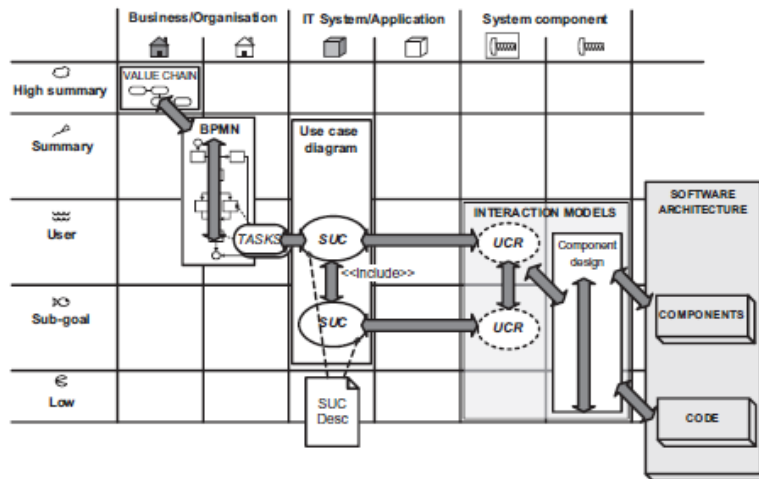 Business/Organisation
IT System/Application
System component
High summary
VALUE CHAIN
Summary
BPMN
Use case
diagram
SOFTWARE
ARCHITECTURE
User
INTERACTION MODELS
TASKS
SUC
UCR
Component
design
<<Include>>
Sub-goal
SUC
UCR
COMPONENTS
Low
SUC
Desc
CODE